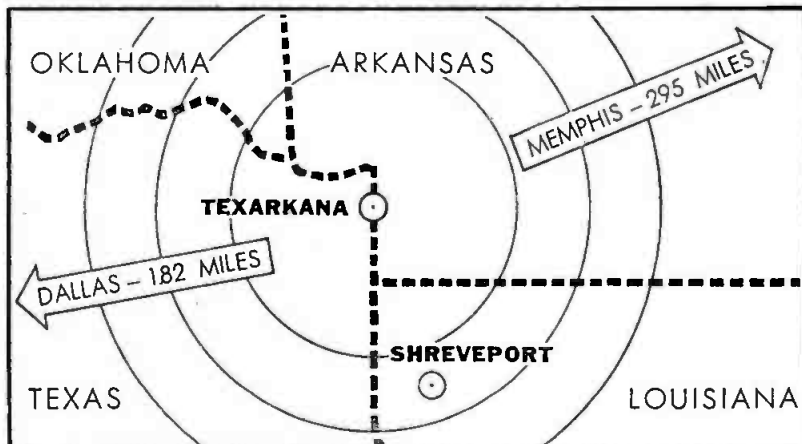 OKLAHOMA
ARKANSAS
MEMPHIS – 295 MILES
TEXARKANA
DALLAS – 182 MILES
SHREVEPORT
TEXAS
LOUISIANA